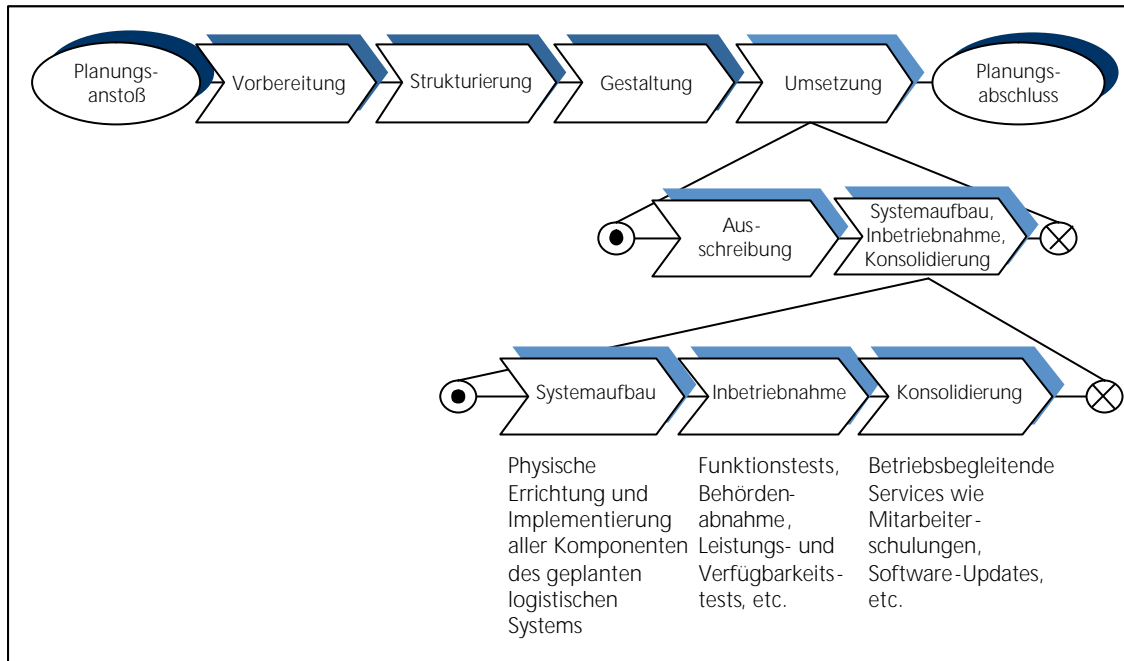 Planungs-
anstoß
Vorbereitung
Strukturierung
Gestaltung
Umsetzung
Planungs-
abschluss
Aus-
schreibung
Systemaufbau,
Inbetriebnahme,
Konsolidierung
Systemaufbau
Inbetriebnahme
Konsolidierung
Physische
Errichtung und
Implementierung
aller Komponenten
des geplanten
logistischen
Systems
Funktionstests,
Behörden-
abnahme,
Leistungs- und
Verfügbarkeits-
tests, etc.
Betriebsbegleitende
Services wie
Mitarbeiter-
schulungen,
Software-Updates,
etc.